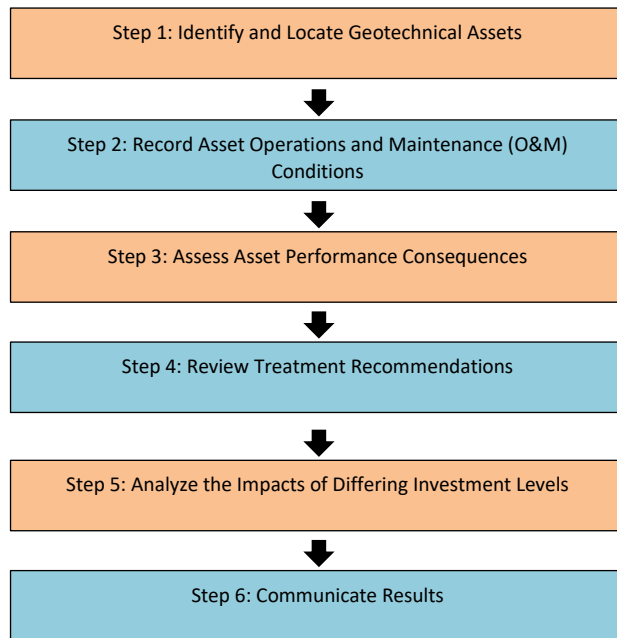 Step 1: Identify and Locate Geotechnical Assets
Step 2: Record Asset Operations and Maintenance (O&M)
Conditions
Step 3: Assess Asset Performance Consequences
Step 4: Review Treatment Recommendations
Step 5: Analyze the Impacts of Differing Investment Levels
Step 6: Communicate Results